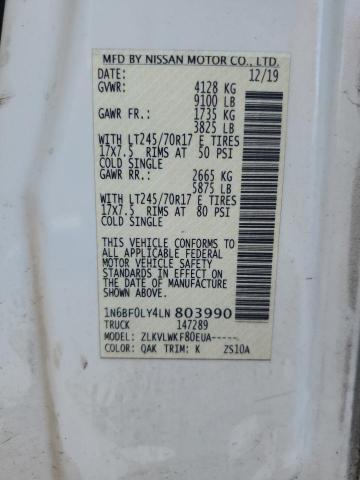 MFD BY NISSAN MOTOR CO., LTD.
DATE: 12/19
GVWR: 4128 KG
9100 LB
GAWR FR.: 1735 KG
3825 LB
WITH LT245/70R17 E TIRES
17X7.5 RIMS AT 50 PSI
COLD SINGLE
GAWR RR.: 2665 KG
5875 LB
WITH LT245/70R17 E TIRES
17X7.5 RIMS AT 80 PSI
COLD SINGLE
THIS VEHICLE CONFORMS TO
ALL APPLICABLE FEDERAL
MOTOR VEHICLE SAFETY
STANDARDS IN EFFECT ON
THE DATE OF MANUFACTURE
SHOWN ABOVE.
1N6BF0LY4LN803990
TRUCK 147289
MODEL: ZLKVLWKF80EUA-----
COLOR: QAK TRIM: K ZS10A